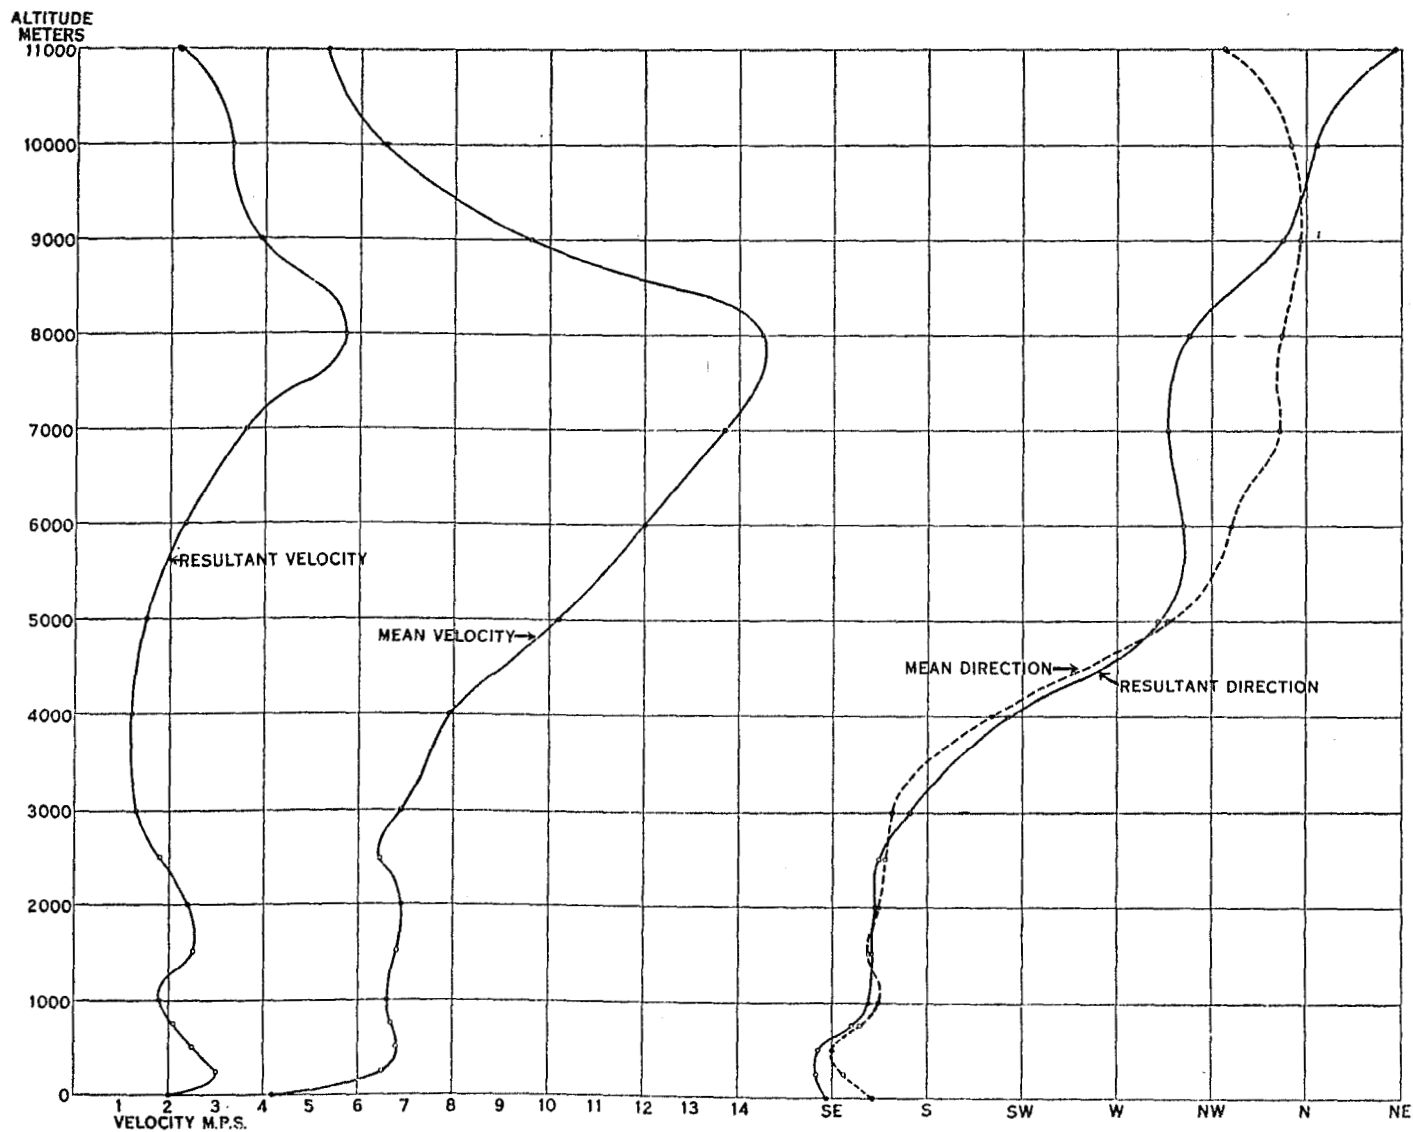 ALTITUDE
METERS
11000
10000
9000
8000
7000
6000
RESULTANT VELOCITY
5000
MEAN VELOCITY
MEAN DIRECTION
RESULTANT DIRECTION
4000
3000
2000
1000
0
1 2 3 4 5 6 7 8 9 10 11 12 13 14 SE S SW W NW N NE
VELOCITY M.P.S.